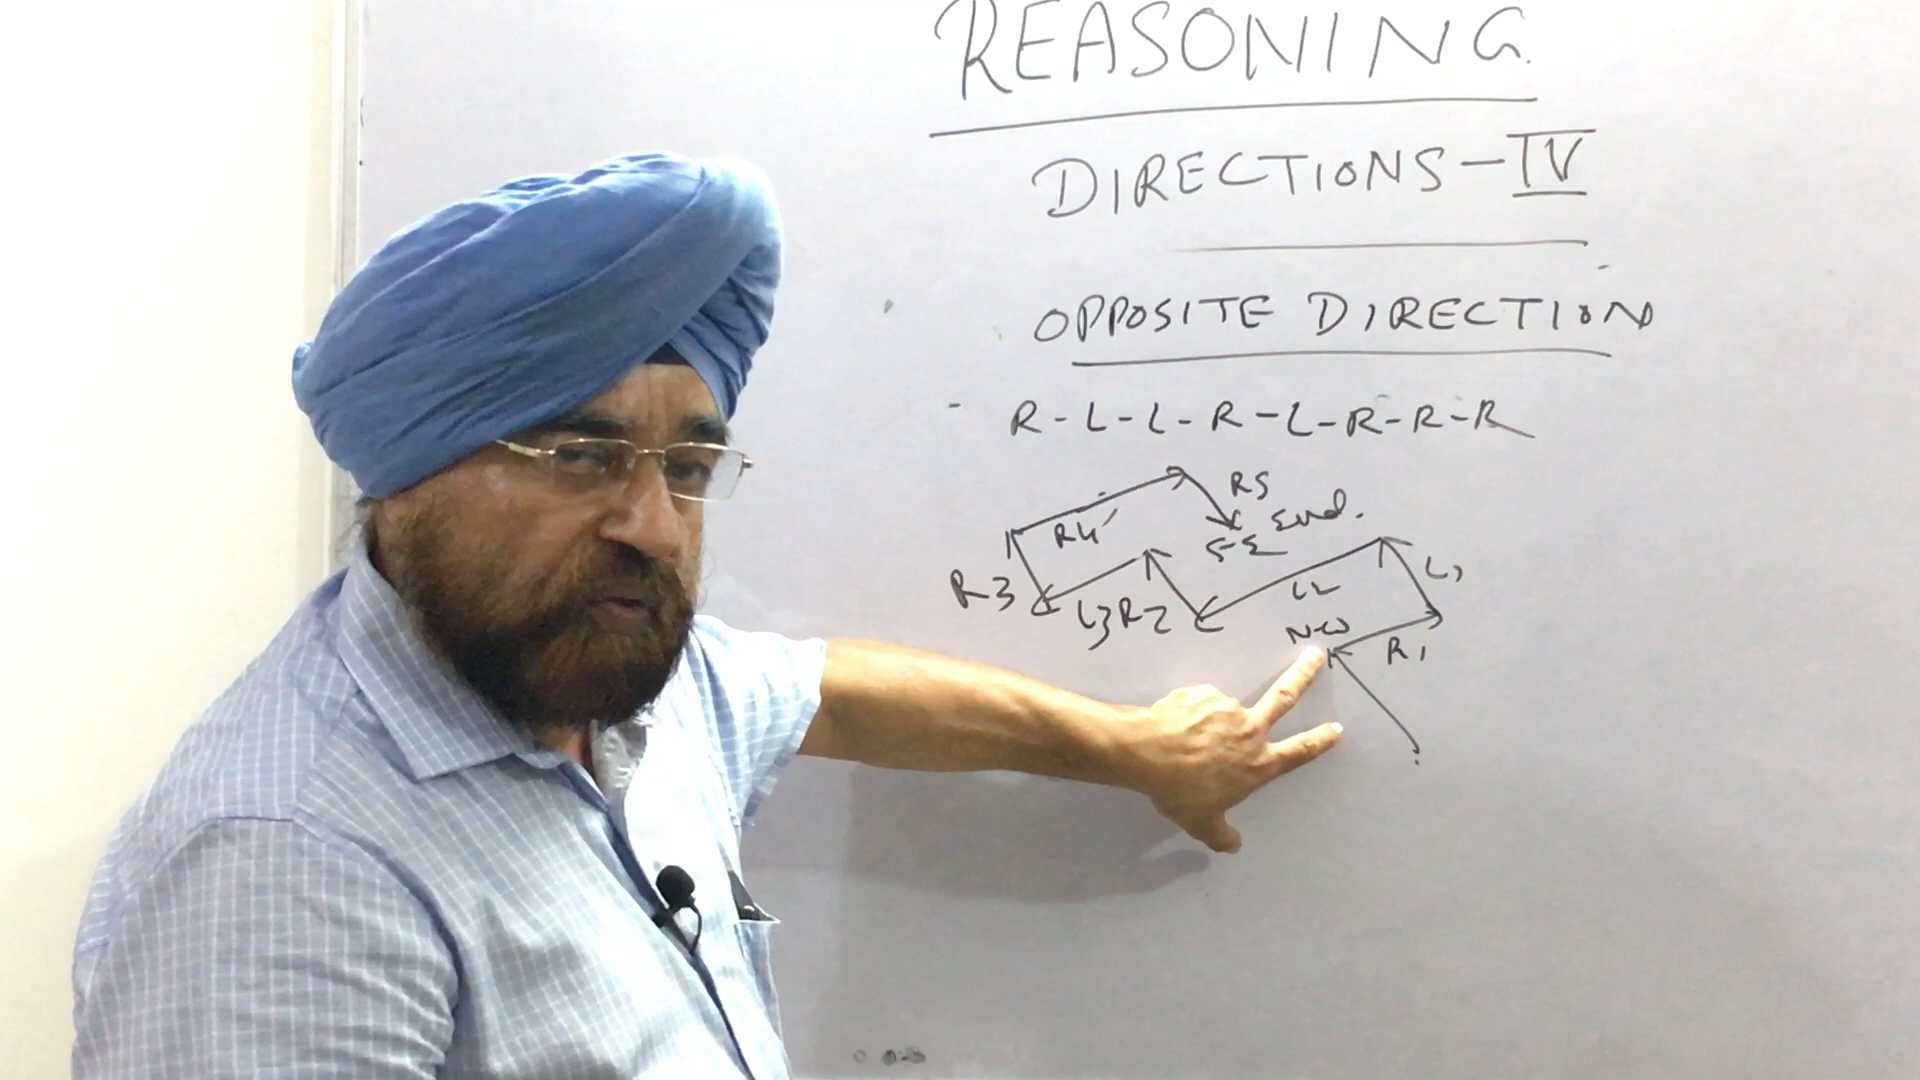 REASONING
DIRECTIONS-IV
OPPOSITE DIRECTION
R-L-L-R-L-R-R-R
R5
End.
R4
S-E
L1
R3
L2
L3 R2
N-W
R1